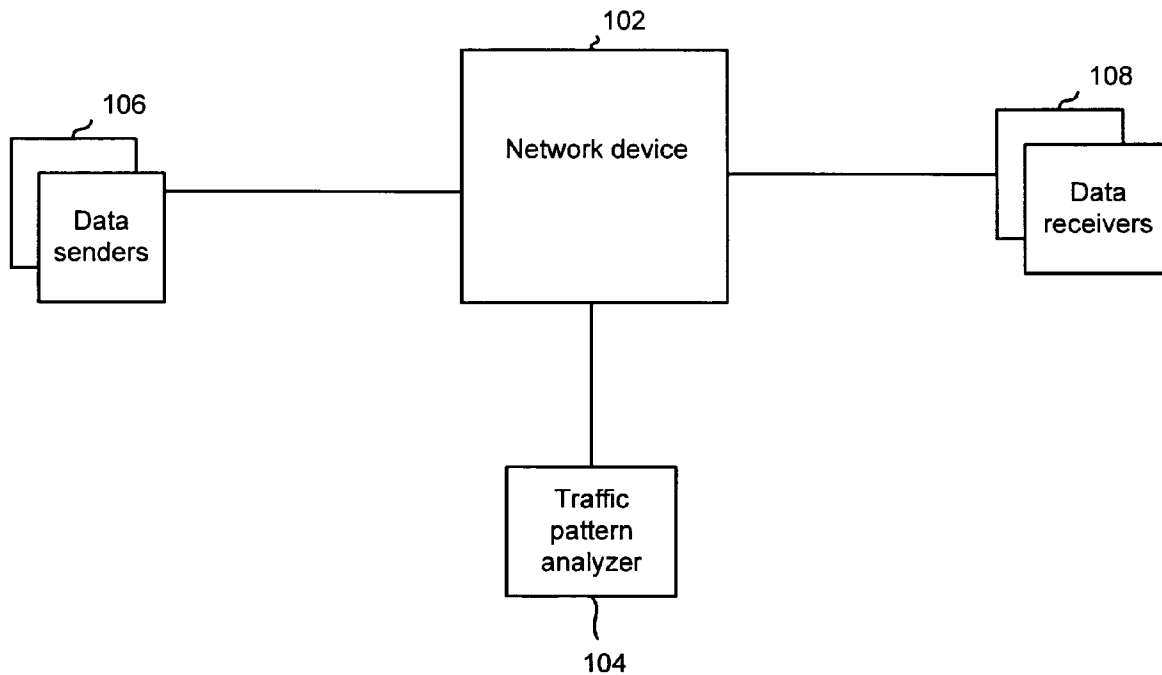 102
106
108
Network device
Data
senders
Data
receivers
Traffic
pattern
analyzer
104